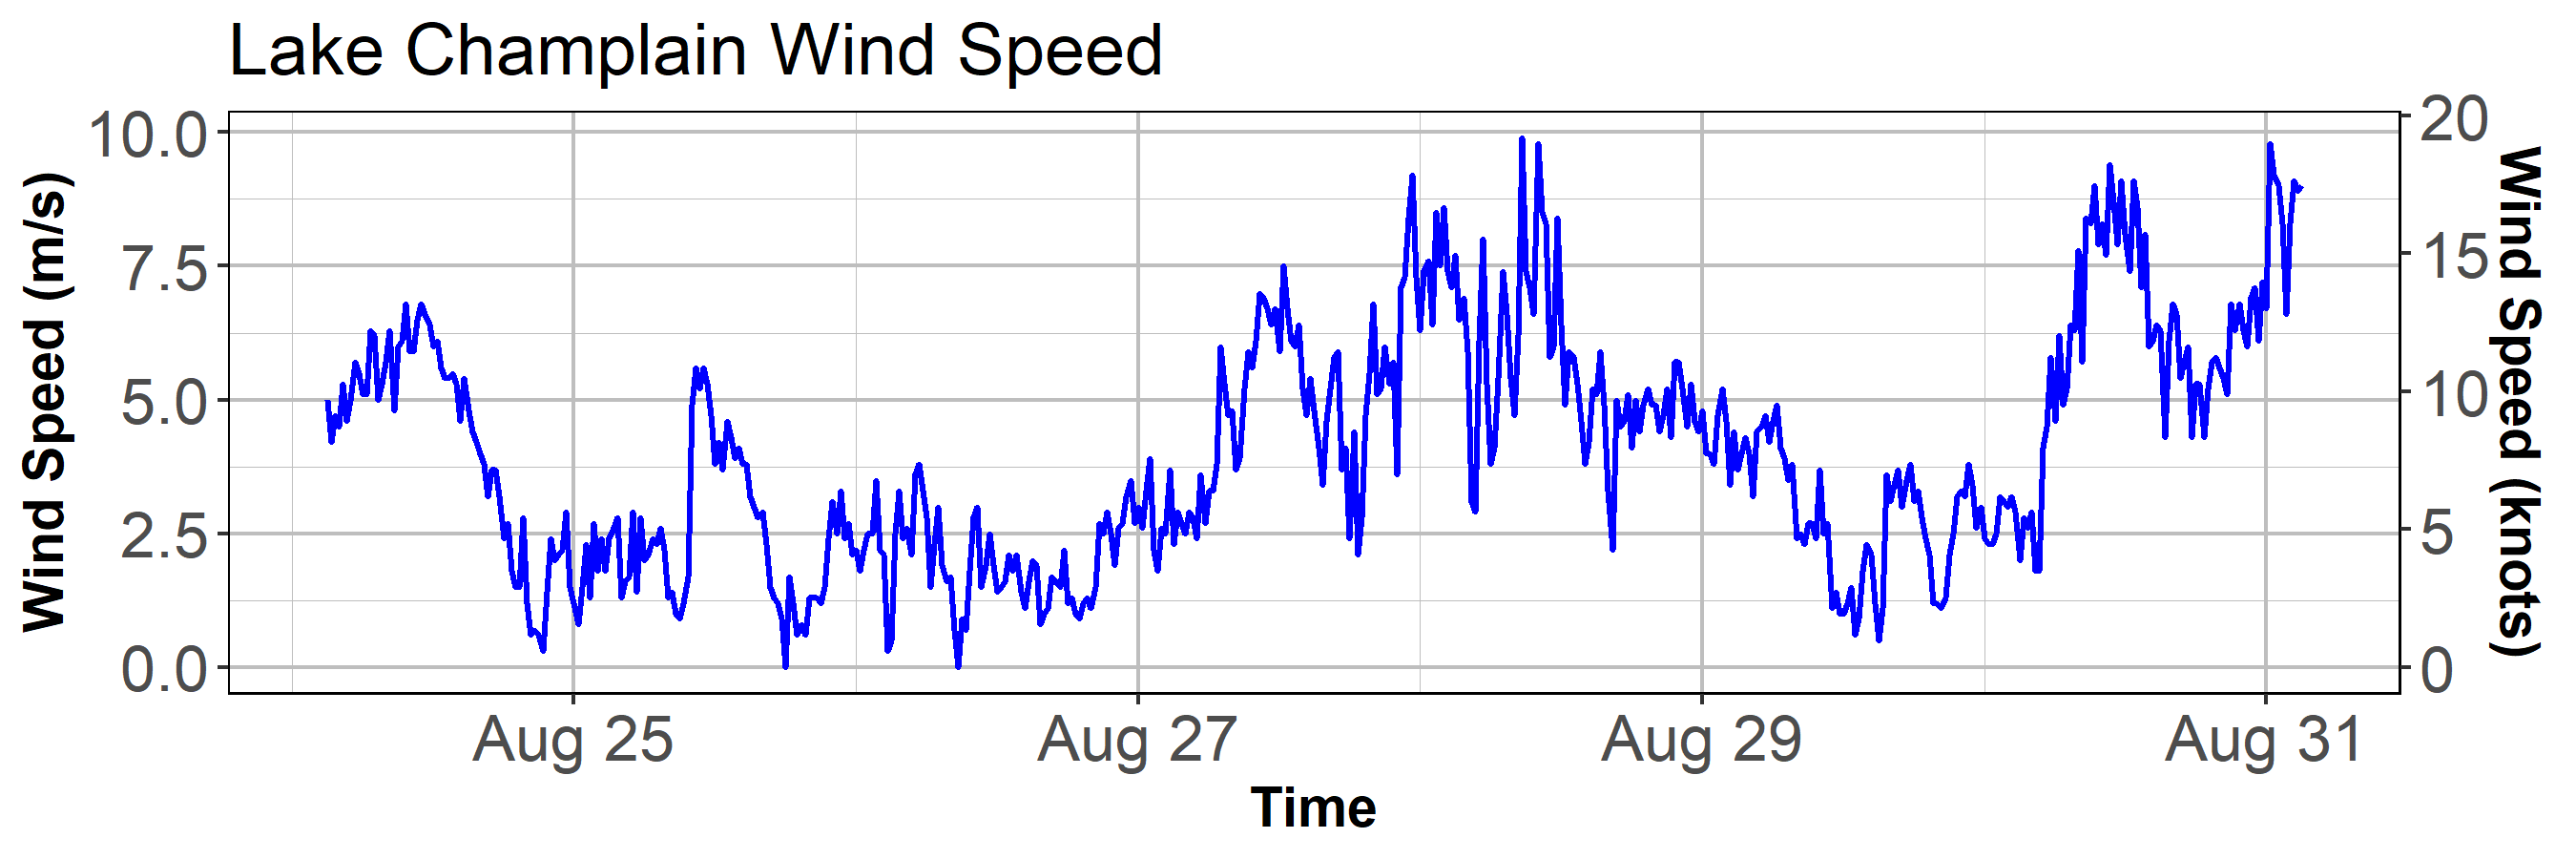 Lake Champlain Wind Speed
Wind Speed (m/s)
10.0
7.5
5.0
2.5
0.0
20
15
10
5
0
Wind Speed (knots)
Aug 25 Aug 27 Aug 29 Aug 31
Time